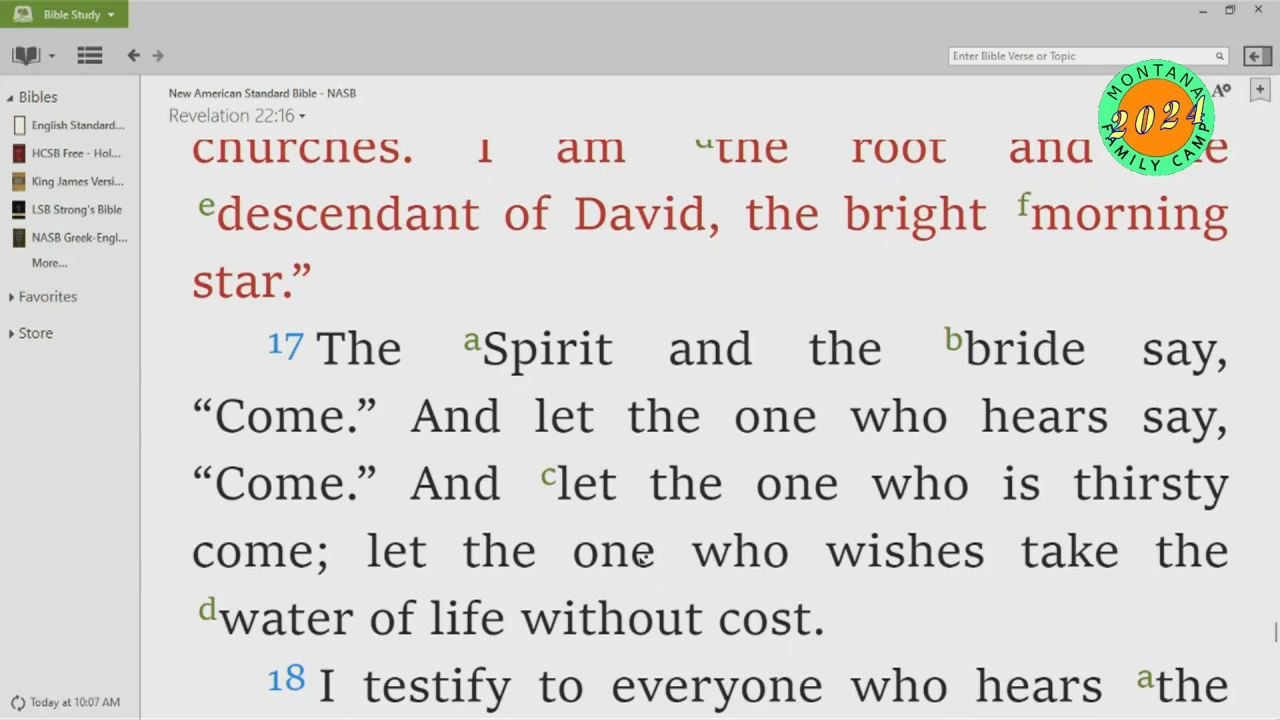 Bible Study
Enter Bible Verse or Topic
MONTANA
2024
FAMILY CAMP
Bibles
English Standard...
HCSB Free - Hol...
King James Versi...
LSB Strong's Bible
NASB Greek-Engl...
More...
Favorites
Store
Today at 10:07 AM
New American Standard Bible - NASB
Revelation 22:16
churches. I am dthe root and
edescendant of David, the bright fmorning
star.”
17 The aSpirit and the bbride say,
“Come.” And let the one who hears say,
“Come.” And clet the one who is thirsty
come; let the one who wishes take the
dwater of life without cost.
18 I testify to everyone who hears athe